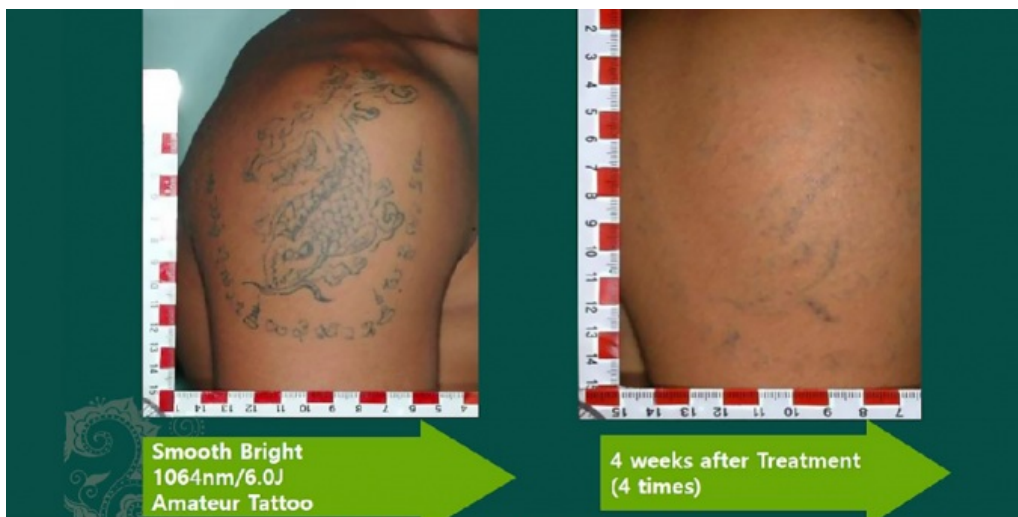 Smooth Bright
1064nm/6.0J
Amateur Tattoo
4 weeks after Treatment
(4 times)